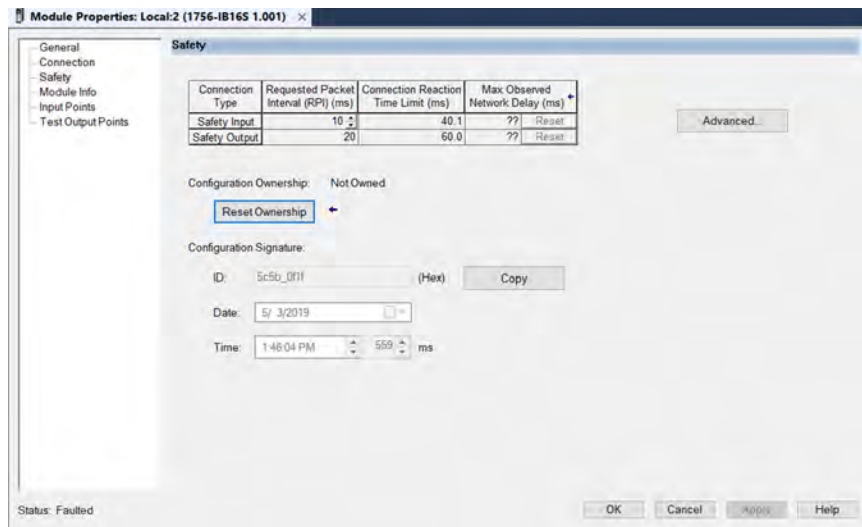 Module Properties: Local:2 (1756-IB16S 1.001) ×
General
Connection
Safety
Module Info
Input Points
Test Output Points
Safety
Connection Type
Requested Packet Interval (RPI) (ms)
Connection Reaction Time Limit (ms)
Max Observed Network Delay (ms)
Safety Input 10 40.1 ?? Reset
Safety Output 20 60.0 ?? Reset
Advanced...
Configuration Ownership: Not Owned
Reset Ownership
Configuration Signature:
ID: (Hex) Copy
Date: 5/ 3/2019
Time: 1:46:04 PM 559 ms
Status: Faulted
OK Cancel Apply Help